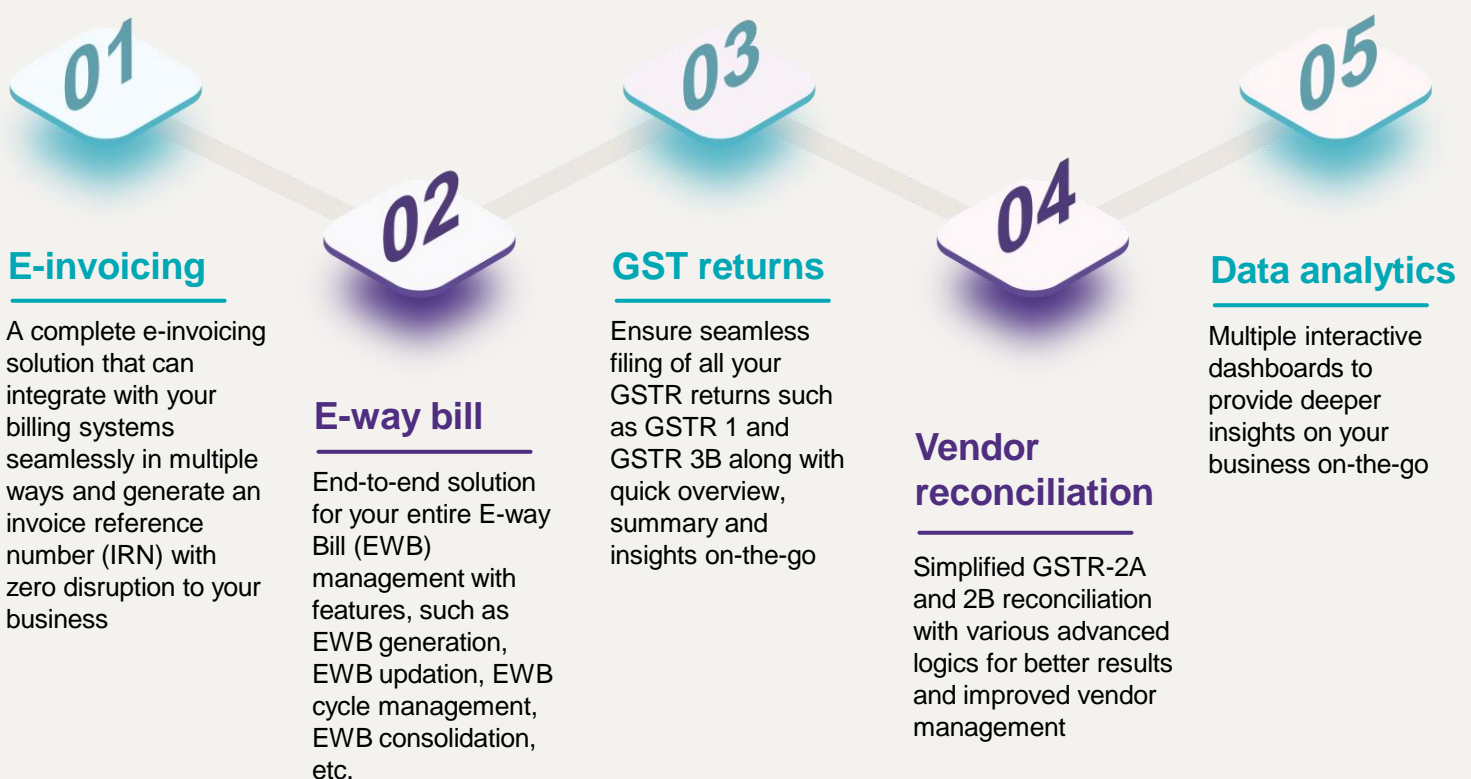 01
E-invoicing
A complete e-invoicing
solution that can
integrate with your
billing systems
seamlessly in multiple
ways and generate an
invoice reference
number (IRN) with
zero disruption to your
business
02
E-way bill
End-to-end solution
for your entire E-way
Bill (EWB)
management with
features, such as
EWB generation,
EWB updation, EWB
cycle management,
EWB consolidation,
etc.
03
GST returns
Ensure seamless
filing of all your
GSTR returns such
as GSTR 1 and
GSTR 3B along with
quick overview,
summary and
insights on-the-go
04
Vendor
reconciliation
Simplified GSTR-2A
and 2B reconciliation
with various advanced
logics for better results
and improved vendor
management
05
Data analytics
Multiple interactive
dashboards to
provide deeper
insights on your
business on-the-go